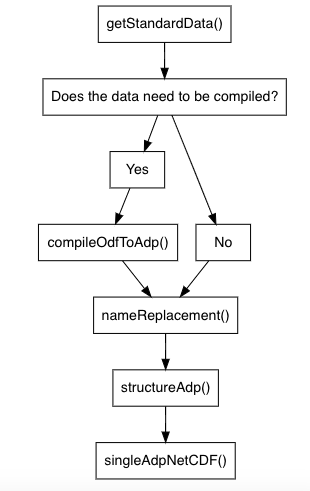 getStandardData()
Does the data need to be compiled?
Yes
compileOdfToAdp()
No
nameReplacement()
structureAdp()
singleAdpNetCDF()